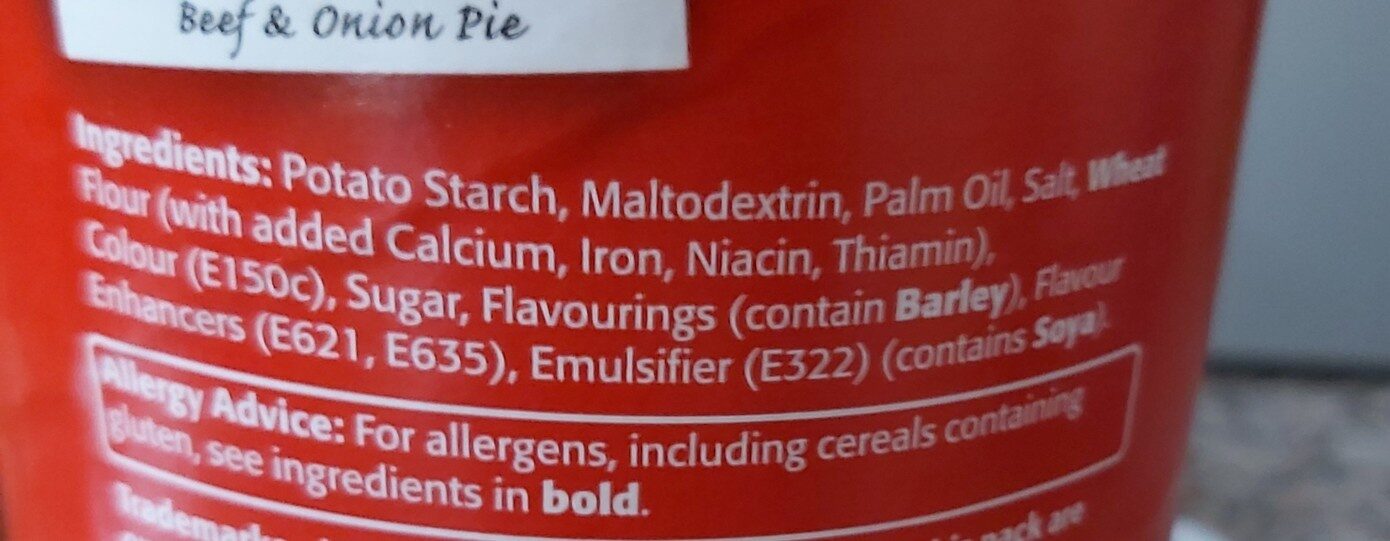 Beef & Onion Pie
Ingredients: Potato Starch, Maltodextrin, Palm Oil, Salt, Wheat
Flour (with added Calcium, Iron, Niacin, Thiamin),
Colour (E150c), Sugar, Flavourings (contain Barley), Flavour
Enhancers (E621, E635), Emulsifier (E322) (contains Soya).
Allergy Advice: For allergens, including cereals containing
gluten, see ingredients in bold.
pack are